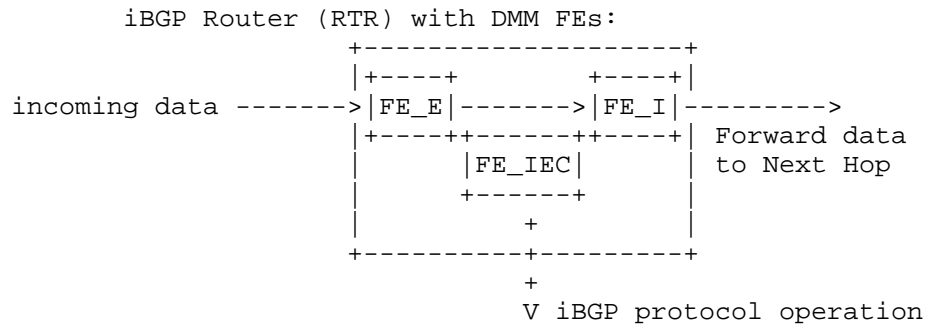 iBGP Router (RTR) with DMM FEs:
+---------------------+
|+----+        +----+|
incoming data ------->|FE_E|------->|FE_I|--------->
|+----++------++----+| Forward data
|      |FE_IEC|      | to Next Hop
|      +------+      |
|          +         |
+----------+---------+
+
V iBGP protocol operation